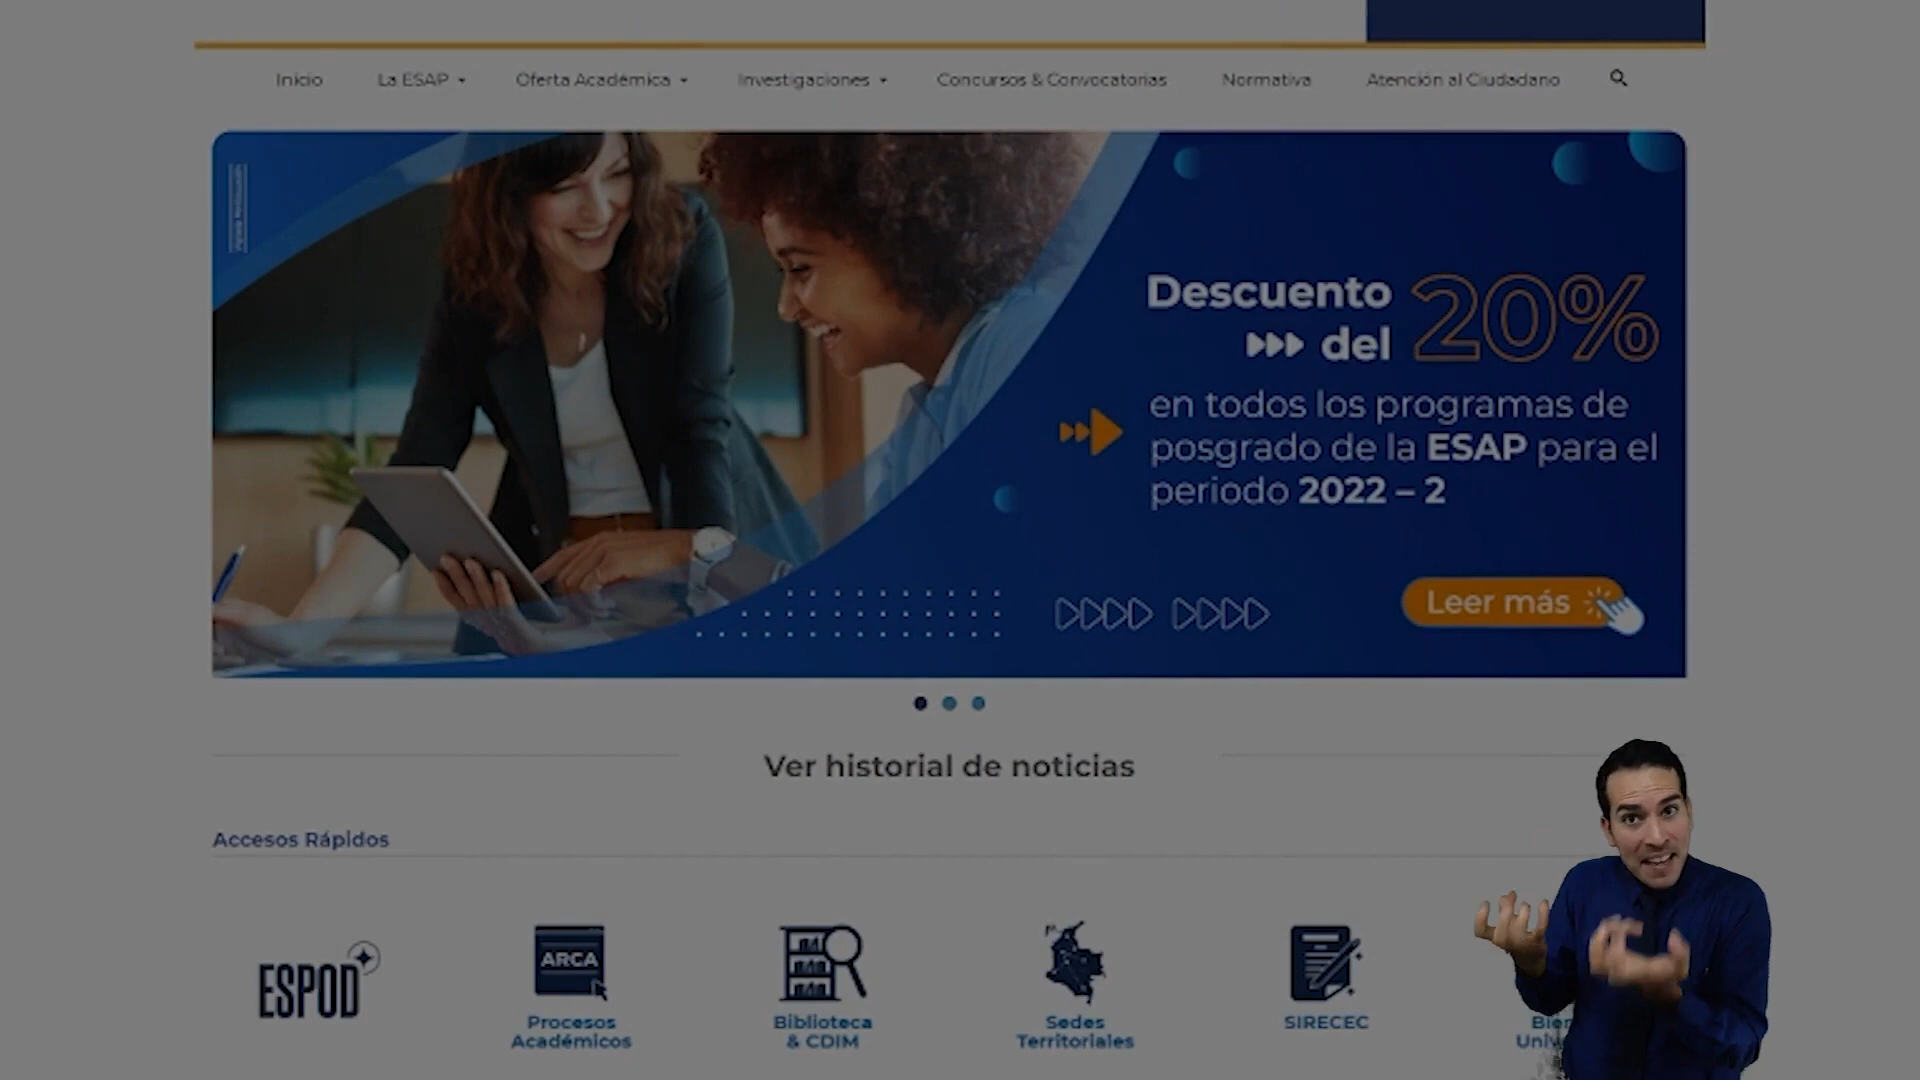 Inicio La ESAP Oferta Académica Investigaciones Concursos & Convocatorias Normativa Atención al Ciudadano
Descuento
del 20%
en todos los programas de
posgrado de la ESAP para el
periodo 2022 – 2
Leer más
Ver historial de noticias
Accesos Rápidos
ESPOD
ARCA
Procesos
Académicos
Biblioteca
& CDIM
Sedes
Territoriales
SIRECEC